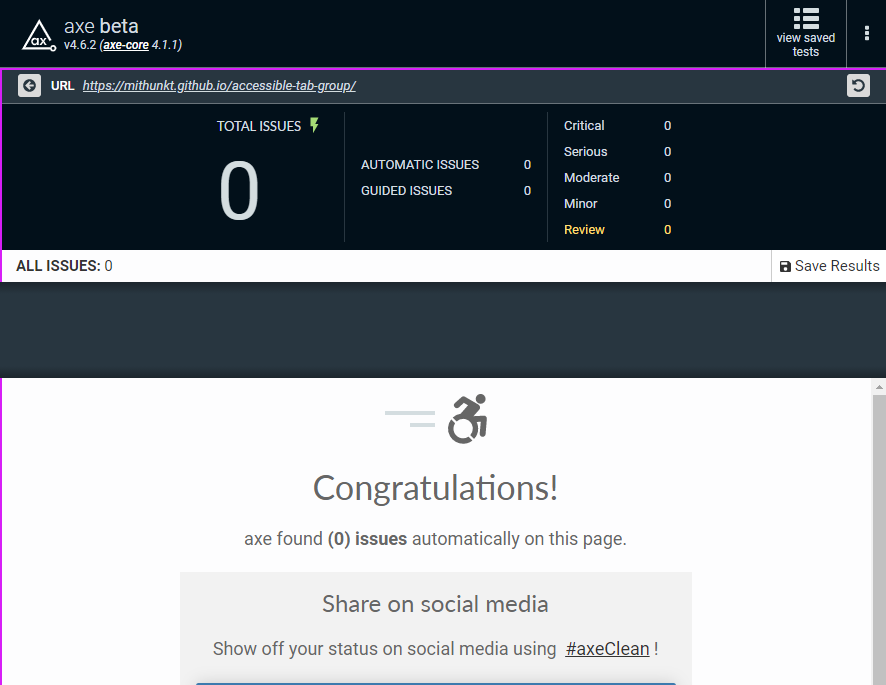 axe beta
v4.6.2 (axe-core 4.1.1)
view saved
tests
URL https://mithunkt.github.io/accessible-tab-group/
TOTAL ISSUES
0
AUTOMATIC ISSUES 0
GUIDED ISSUES 0
Critical 0
Serious 0
Moderate 0
Minor 0
Review 0
ALL ISSUES: 0
Save Results
Congratulations!
axe found (0) issues automatically on this page.
Share on social media
Show off your status on social media using #axeClean !